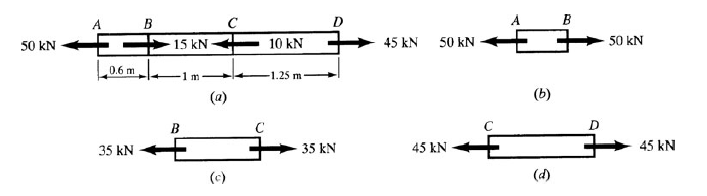 A B C D
50 kN 15 kN 10 kN 45 kN
0.6 m 1 m 1.25 m
(a)
A B
50 kN 50 kN
(b)
B C
35 kN 35 kN
(c)
C D
45 kN 45 kN
(d)